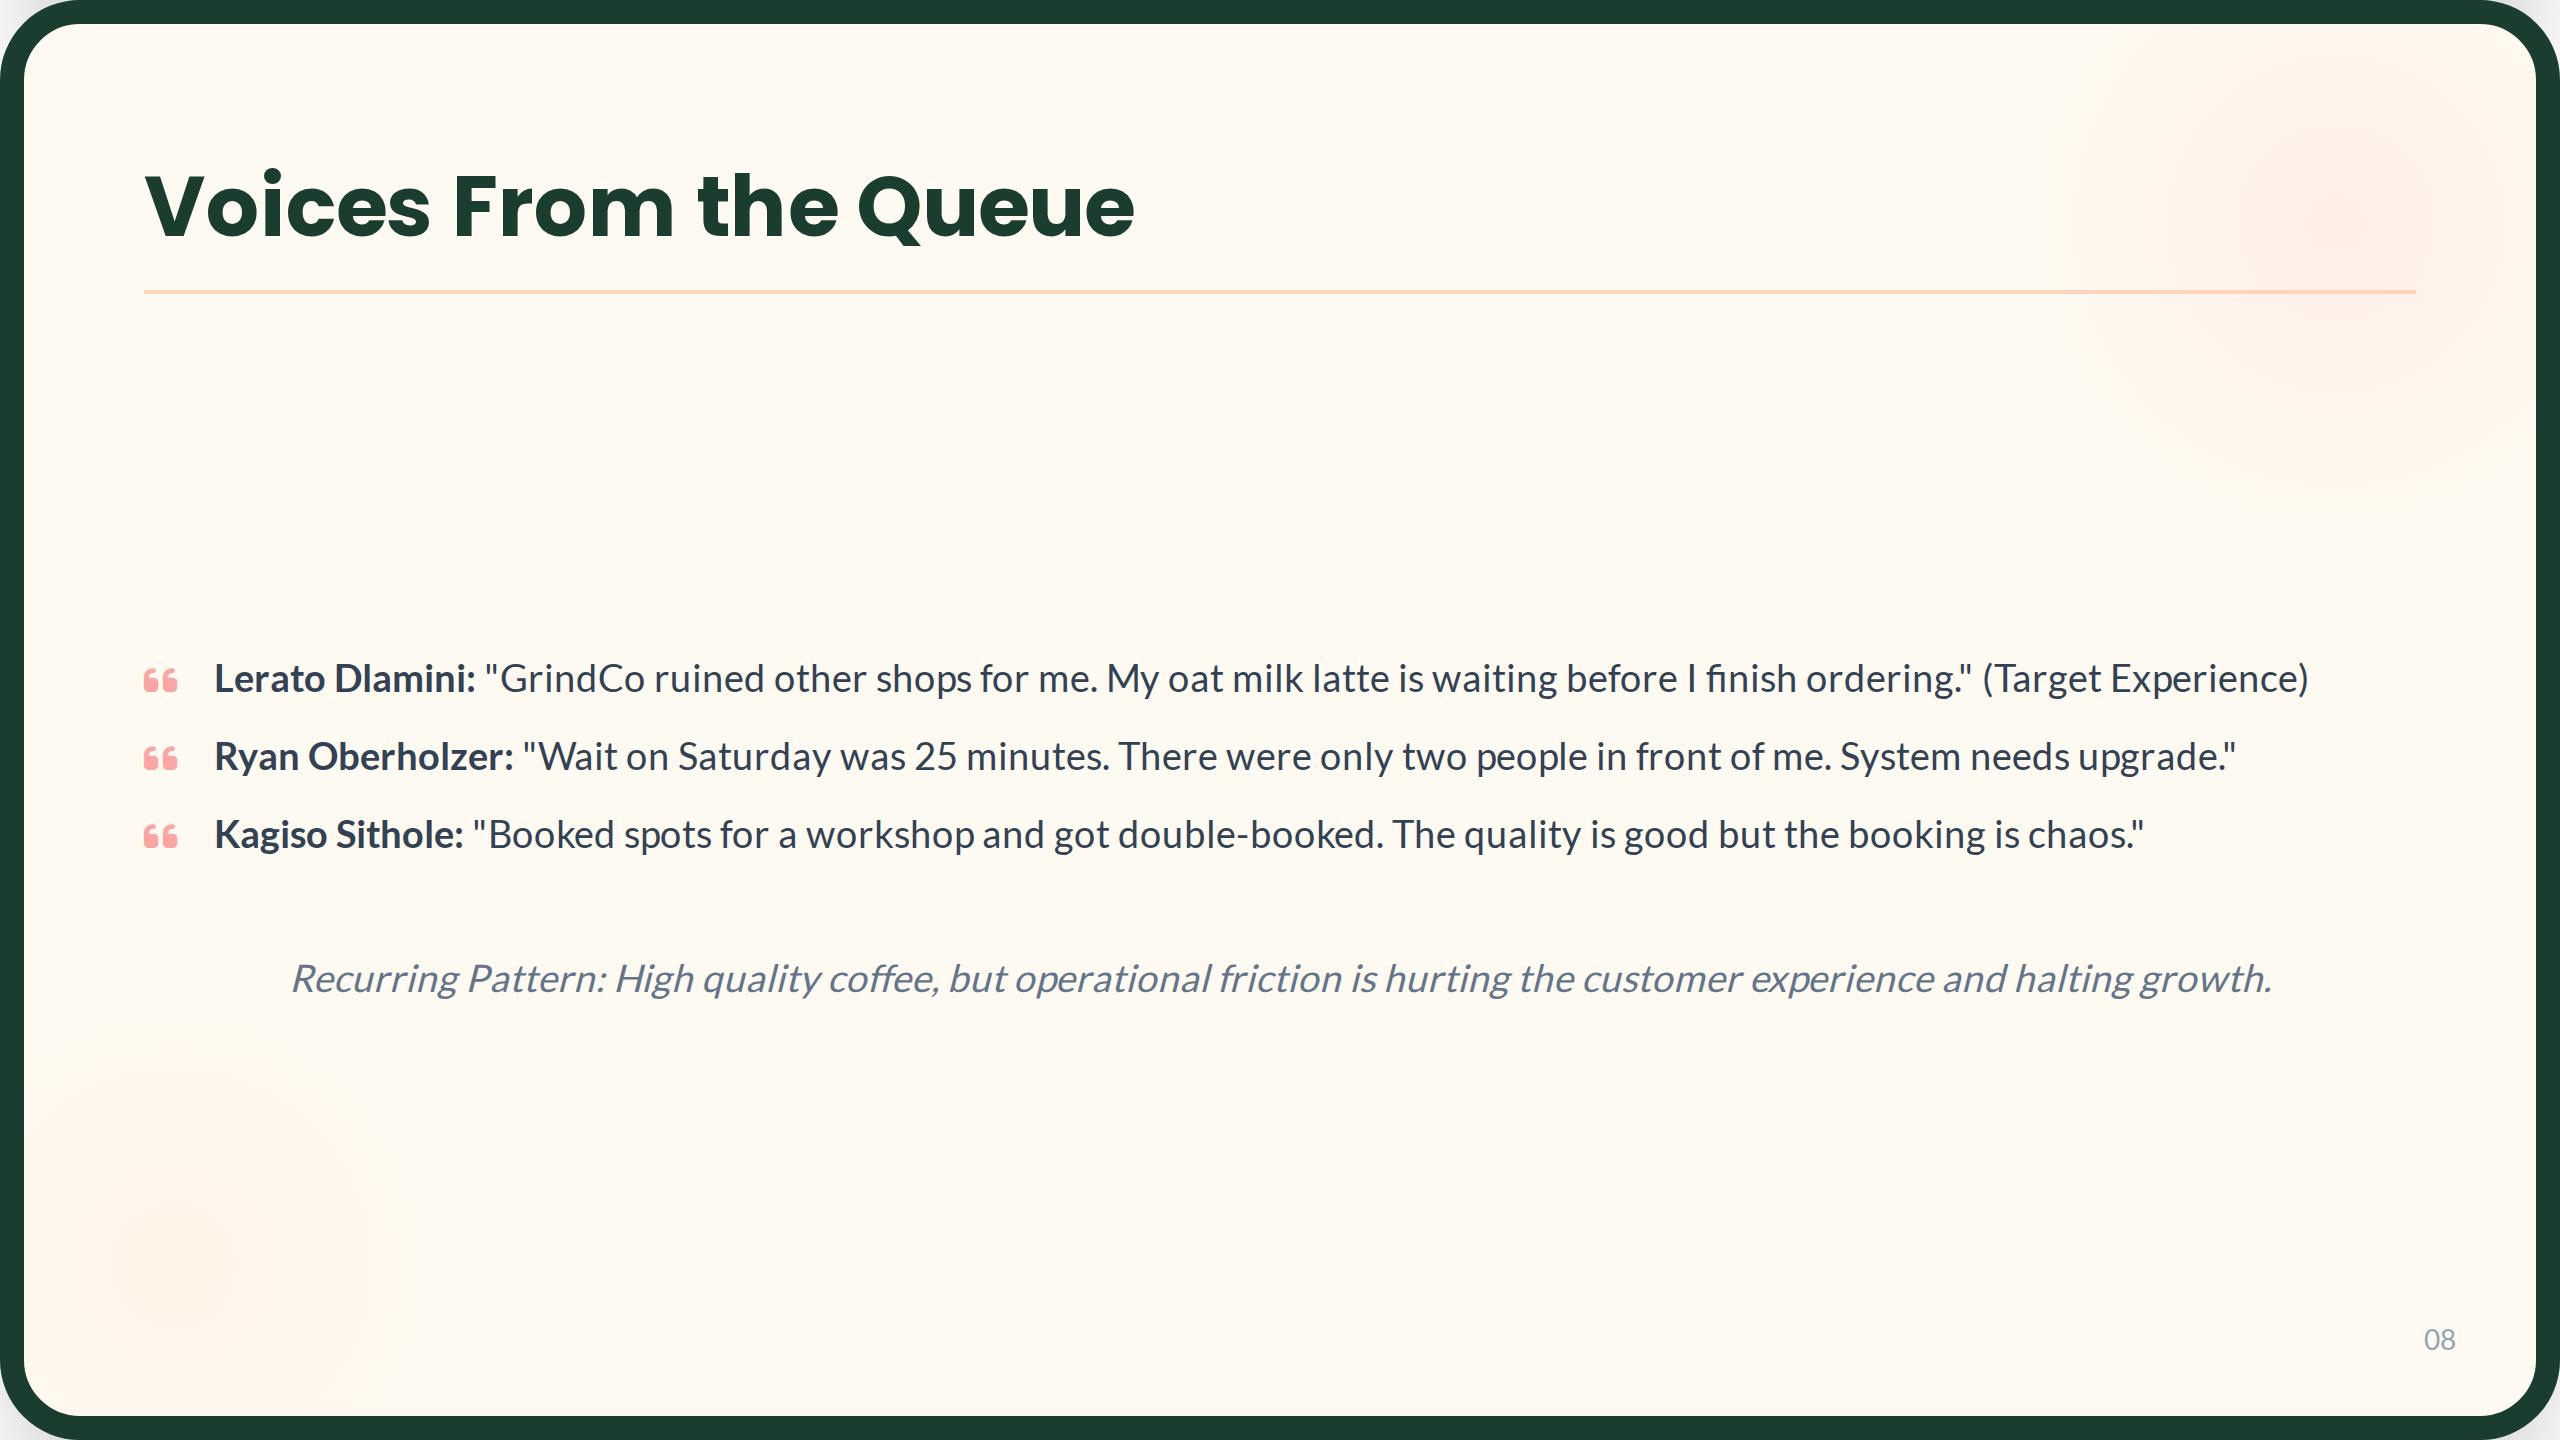 Voices From the Queue
Lerato Dlamini: "GrindCo ruined other shops for me. My oat milk latte is waiting before I finish ordering." (Target Experience)
Ryan Oberholzer: "Wait on Saturday was 25 minutes. There were only two people in front of me. System needs upgrade."
Kagiso Sithole: "Booked spots for a workshop and got double-booked. The quality is good but the booking is chaos."
Recurring Pattern: High quality coffee, but operational friction is hurting the customer experience and halting growth.
08